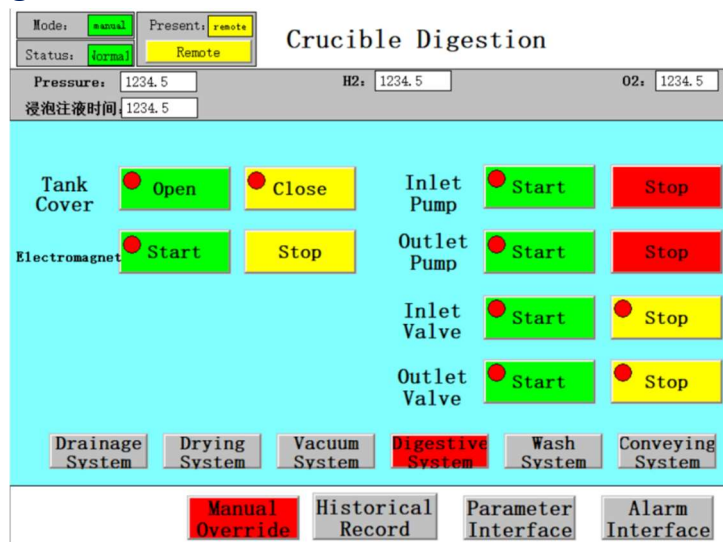 Mode: manual Present: remote
Crucible Digestion
Status: Normal Remote
Pressure: 1234.5 H2: 1234.5 O2: 1234.5
浸泡注液时间: 1234.5
Tank Cover Open Close Inlet Pump Start Stop
Electromagnet Start Stop Outlet Pump Start Stop
Inlet Valve Start Stop
Outlet Valve Start Stop
Drainage System Drying System Vacuum System Digestive System Wash System Conveying System
Manual Override Historical Record Parameter Interface Alarm Interface